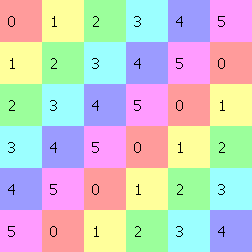 0 1 2 3 4 5
1 2 3 4 5 0
2 3 4 5 0 1
3 4 5 0 1 2
4 5 0 1 2 3
5 0 1 2 3 4